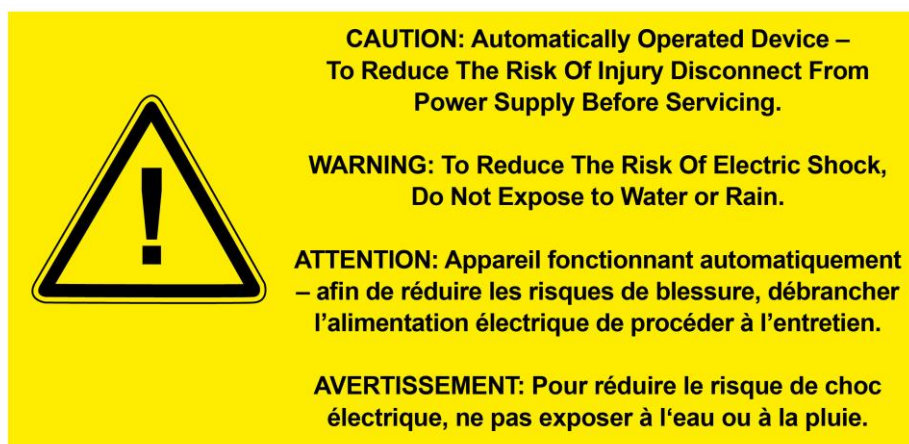 CAUTION: Automatically Operated Device –
To Reduce The Risk Of Injury Disconnect From
Power Supply Before Servicing.
WARNING: To Reduce The Risk Of Electric Shock,
Do Not Expose to Water or Rain.
ATTENTION: Appareil fonctionnant automatiquement
– afin de réduire les risques de blessure, débrancher
l’alimentation électrique de procéder à l’entretien.
AVERTISSEMENT: Pour réduire le risque de choc
électrique, ne pas exposer à l‘eau ou à la pluie.